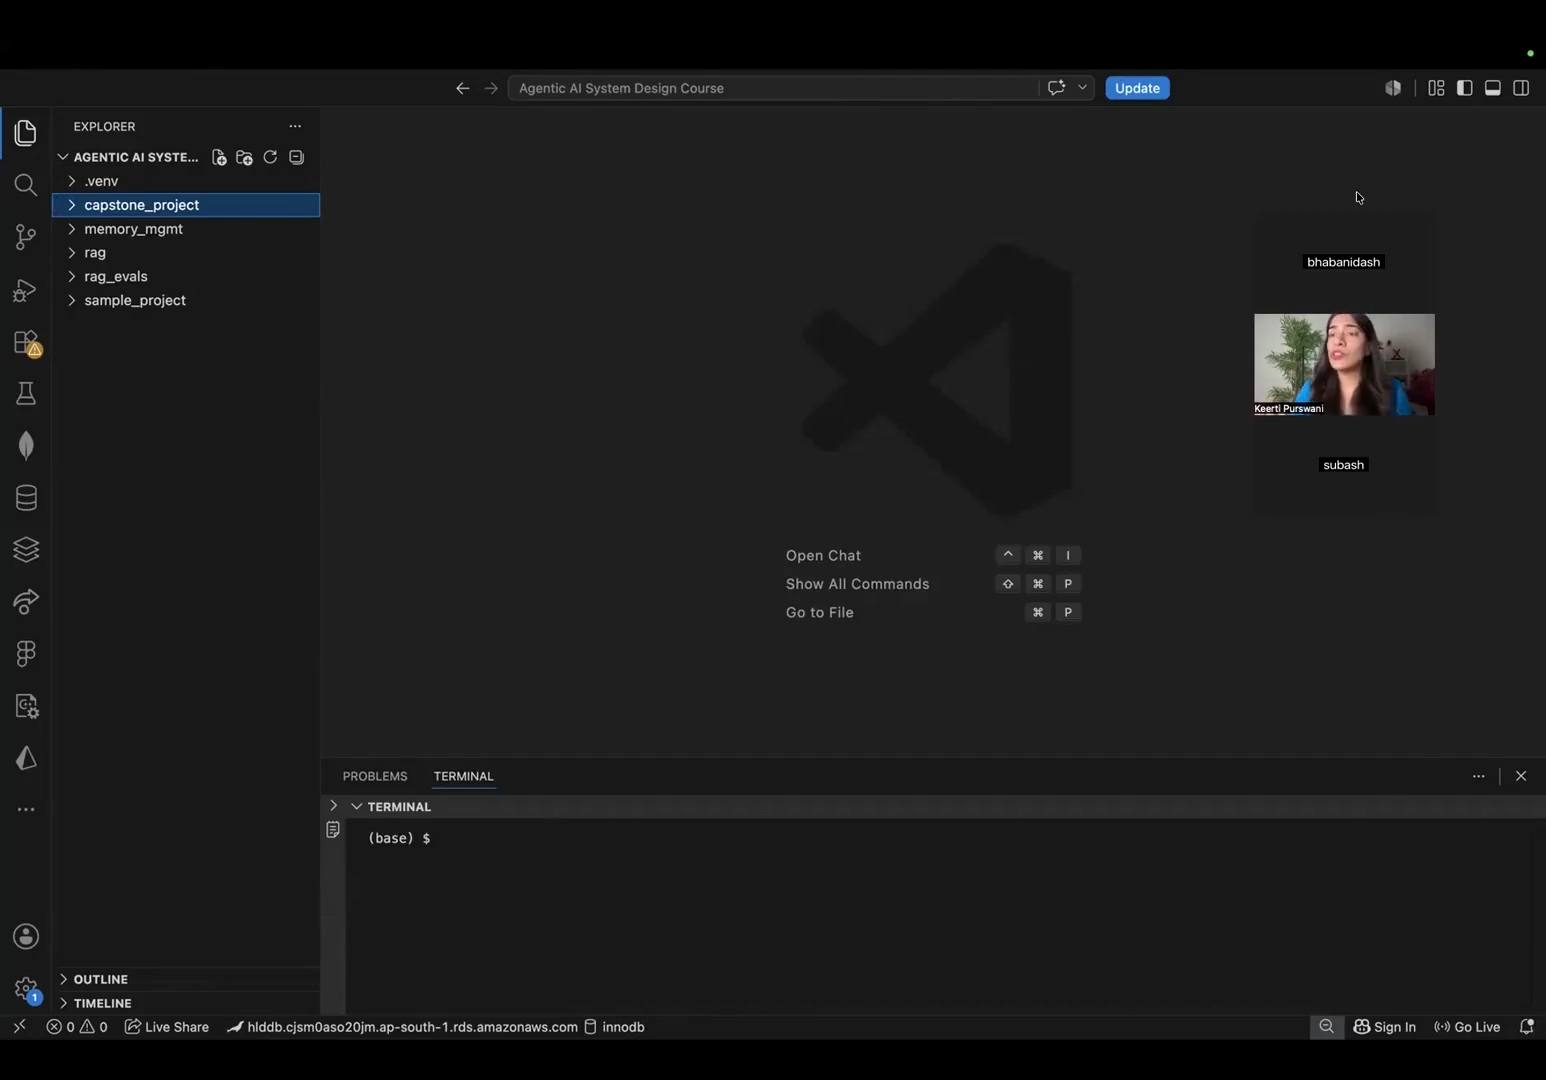 Agentic AI System Design Course
Update
EXPLORER
AGENTIC AI SYSTE...
.venv
capstone_project
memory_mgmt
rag
rag_evals
sample_project
bhabanidash
Keerti Purswani
subash
Open Chat ^ ⌘ I
Show All Commands ⇧ ⌘ P
Go to File ⌘ P
PROBLEMS TERMINAL
TERMINAL
(base) $
OUTLINE
TIMELINE
1
0 0 Live Share hlddb.cjsm0aso20jm.ap-south-1.rds.amazonaws.com innodb Sign In Go Live